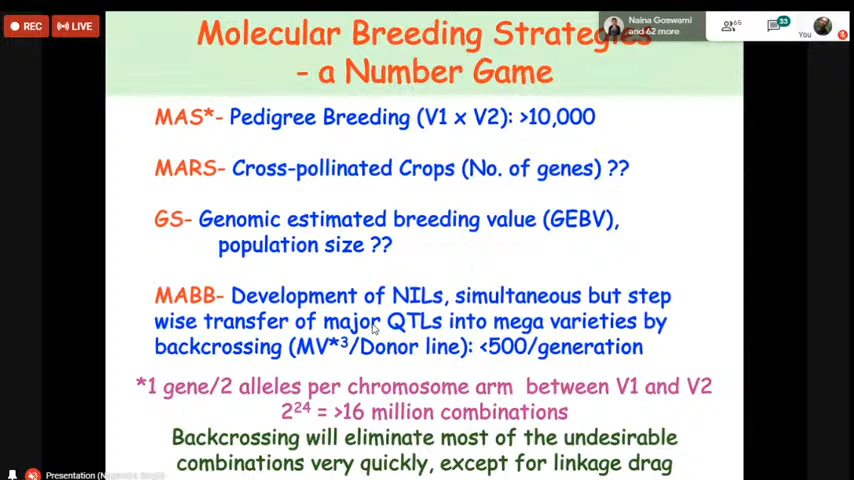 REC
LIVE
Naina Goswami
and 62 more
65
33
You
Molecular Breeding Strategies
- a Number Game
MAS*- Pedigree Breeding (V1 x V2): >10,000
MARS- Cross-pollinated Crops (No. of genes) ??
GS- Genomic estimated breeding value (GEBV),
population size ??
MABB- Development of NILs, simultaneous but step
wise transfer of major QTLs into mega varieties by
backcrossing (MV*³/Donor line): <500/generation
*1 gene/2 alleles per chromosome arm between V1 and V2
2²⁴ = >16 million combinations
Backcrossing will eliminate most of the undesirable
combinations very quickly, except for linkage drag
Presentation